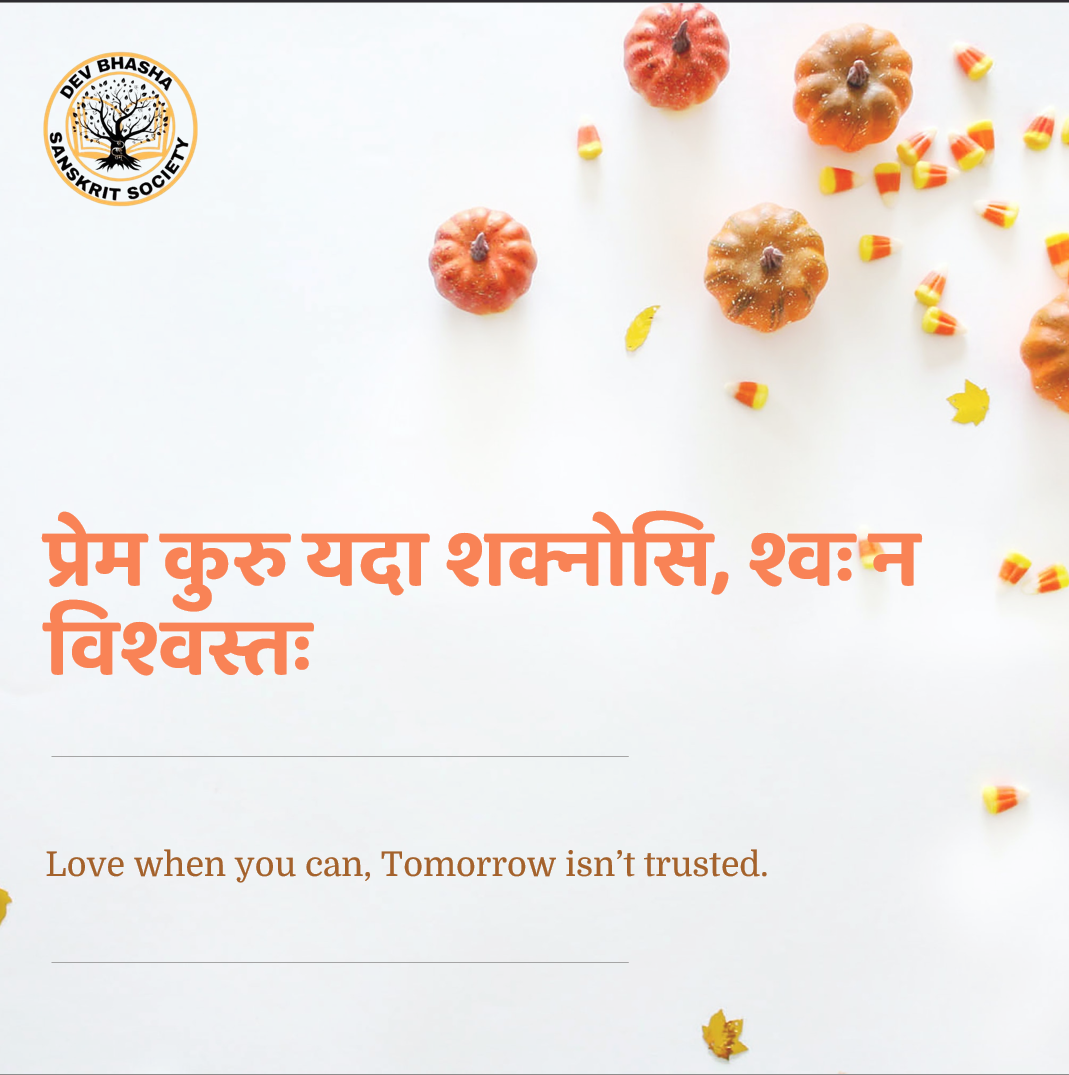 DEV BHASHA
SANSKRIT SOCIETY
प्रेम कुरु यदा शक्नोसि, श्वः न
विश्वस्तः
Love when you can, Tomorrow isn’t trusted.